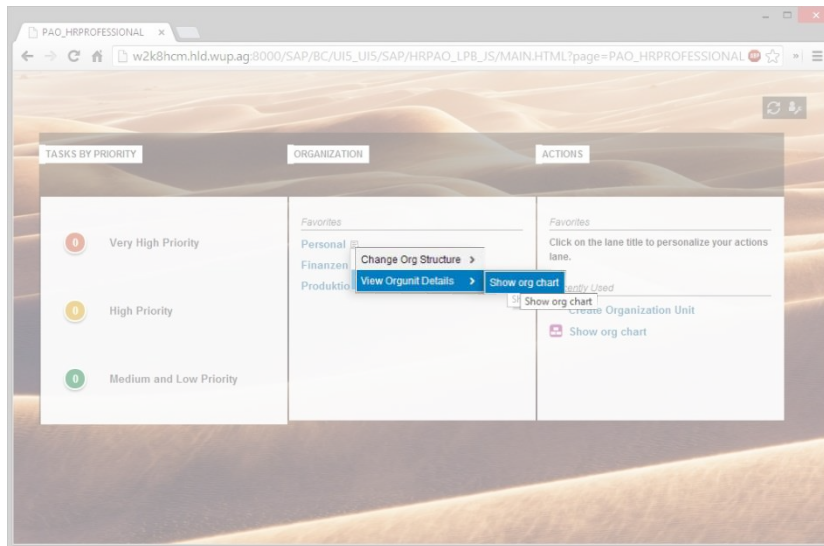 PAO_HRPROFESSIONAL
w2k8hcm.hld.wup.ag:8000/SAP/BC/UI5_UI5/SAP/HRPAO_LPB_JS/MAIN.HTML?page=PAO_HRPROFESSIONAL
TASKS BY PRIORITY
ORGANIZATION
ACTIONS
0 Very High Priority
0 High Priority
0 Medium and Low Priority
Favorites
Personal
Finanzen
Produktio
Change Org Structure
View Orgunit Details
Show org chart
Show org chart
Favorites
Click on the lane title to personalize your actions
lane.
Used
Create Organization Unit
Show org chart